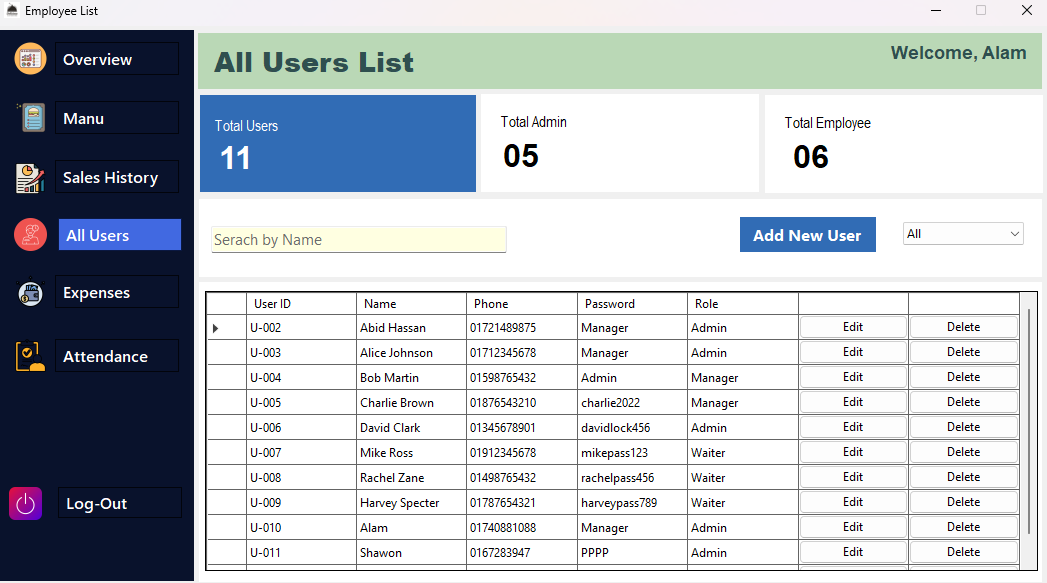 Employee List
Overview
Manu
Sales History
All Users
Expenses
Attendance
Log-Out
All Users List
Welcome, Alam
Total Users
11
Total Admin
05
Total Employee
06
Serach by Name
Add New User
All
User ID Name Phone Password Role
U-002 Abid Hassan 01721489875 Manager Admin Edit Delete
U-003 Alice Johnson 01712345678 Manager Admin Edit Delete
U-004 Bob Martin 01598765432 Admin Manager Edit Delete
U-005 Charlie Brown 01876543210 charlie2022 Manager Edit Delete
U-006 David Clark 01345678901 davidlock456 Admin Edit Delete
U-007 Mike Ross 01912345678 mikepass123 Waiter Edit Delete
U-008 Rachel Zane 01498765432 rachelpass456 Waiter Edit Delete
U-009 Harvey Specter 01787654321 harveypass789 Waiter Edit Delete
U-010 Alam 01740881088 Manager Admin Edit Delete
U-011 Shawon 0167283947 PPPP Admin Edit Delete